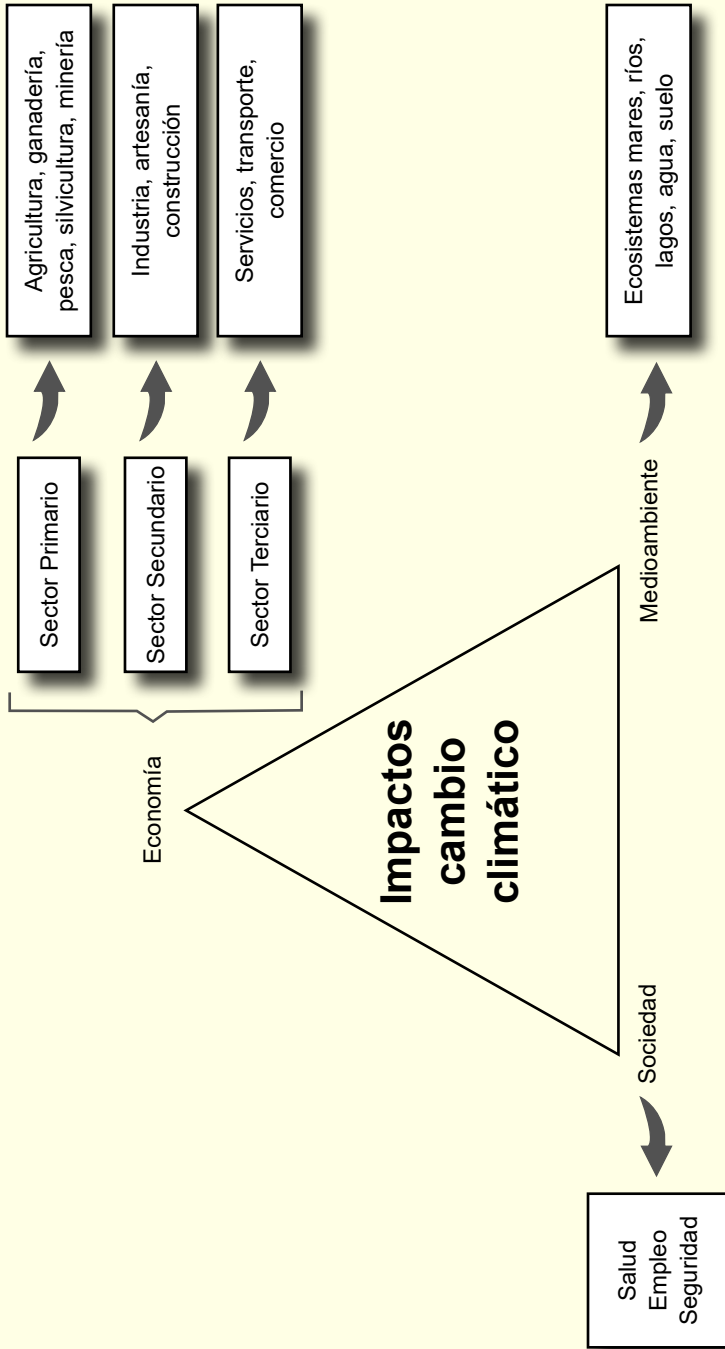 Economía
Sector Primario
Agricultura, ganadería,
pesca, silvicultura, minería
Sector Secundario
Industria, artesanía,
construcción
Sector Terciario
Servicios, transporte,
comercio
Impactos
cambio
climático
Sociedad
Salud
Empleo
Seguridad
Medioambiente
Ecosistemas mares, ríos,
lagos, agua, suelo